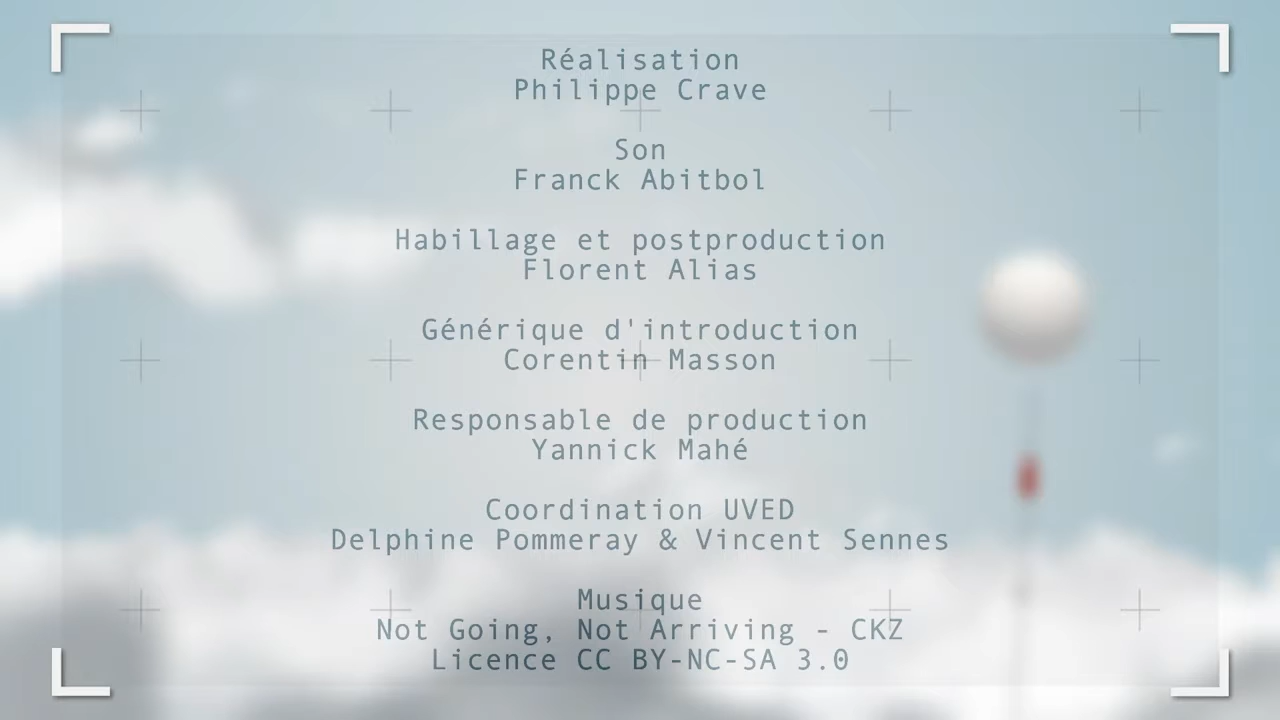 Réalisation
Philippe Crave
Son
Franck Abitbol
Habillage et postproduction
Florent Alias
Générique d'introduction
Corentin Masson
Responsable de production
Yannick Mahé
Coordination UVED
Delphine Pommeray & Vincent Sennes
Musique
Not Going, Not Arriving - CKZ
Licence CC BY-NC-SA 3.0